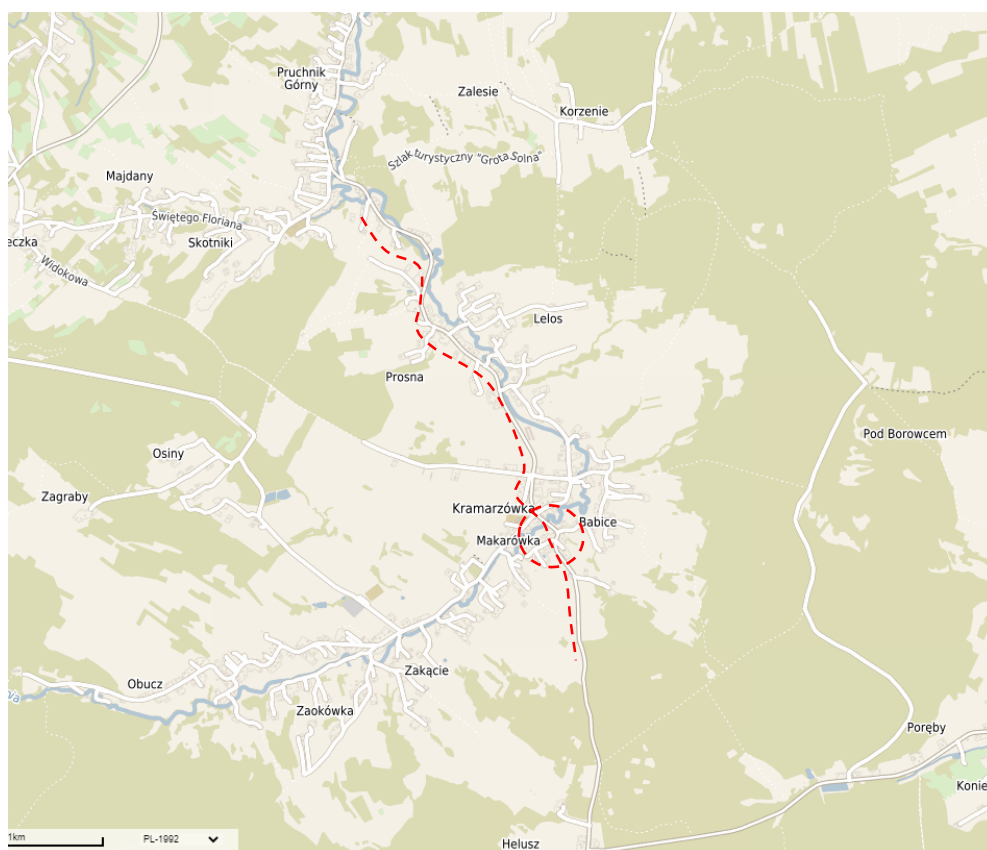 Pruchnik
Górny
Zalesie
Korzenie
Szlak turystyczny "Grota Solna"
Majdany
Świętego Floriana
eczka
Skotniki
Widokowa
Lelos
Prosna
Osiny
Pod Borowcem
Zagraby
Kramarzówka
Babice
Makarówka
Zakącie
Obucz
wa
Zaokówka
Poręby
Konie
1km
PL-1992
Helusz